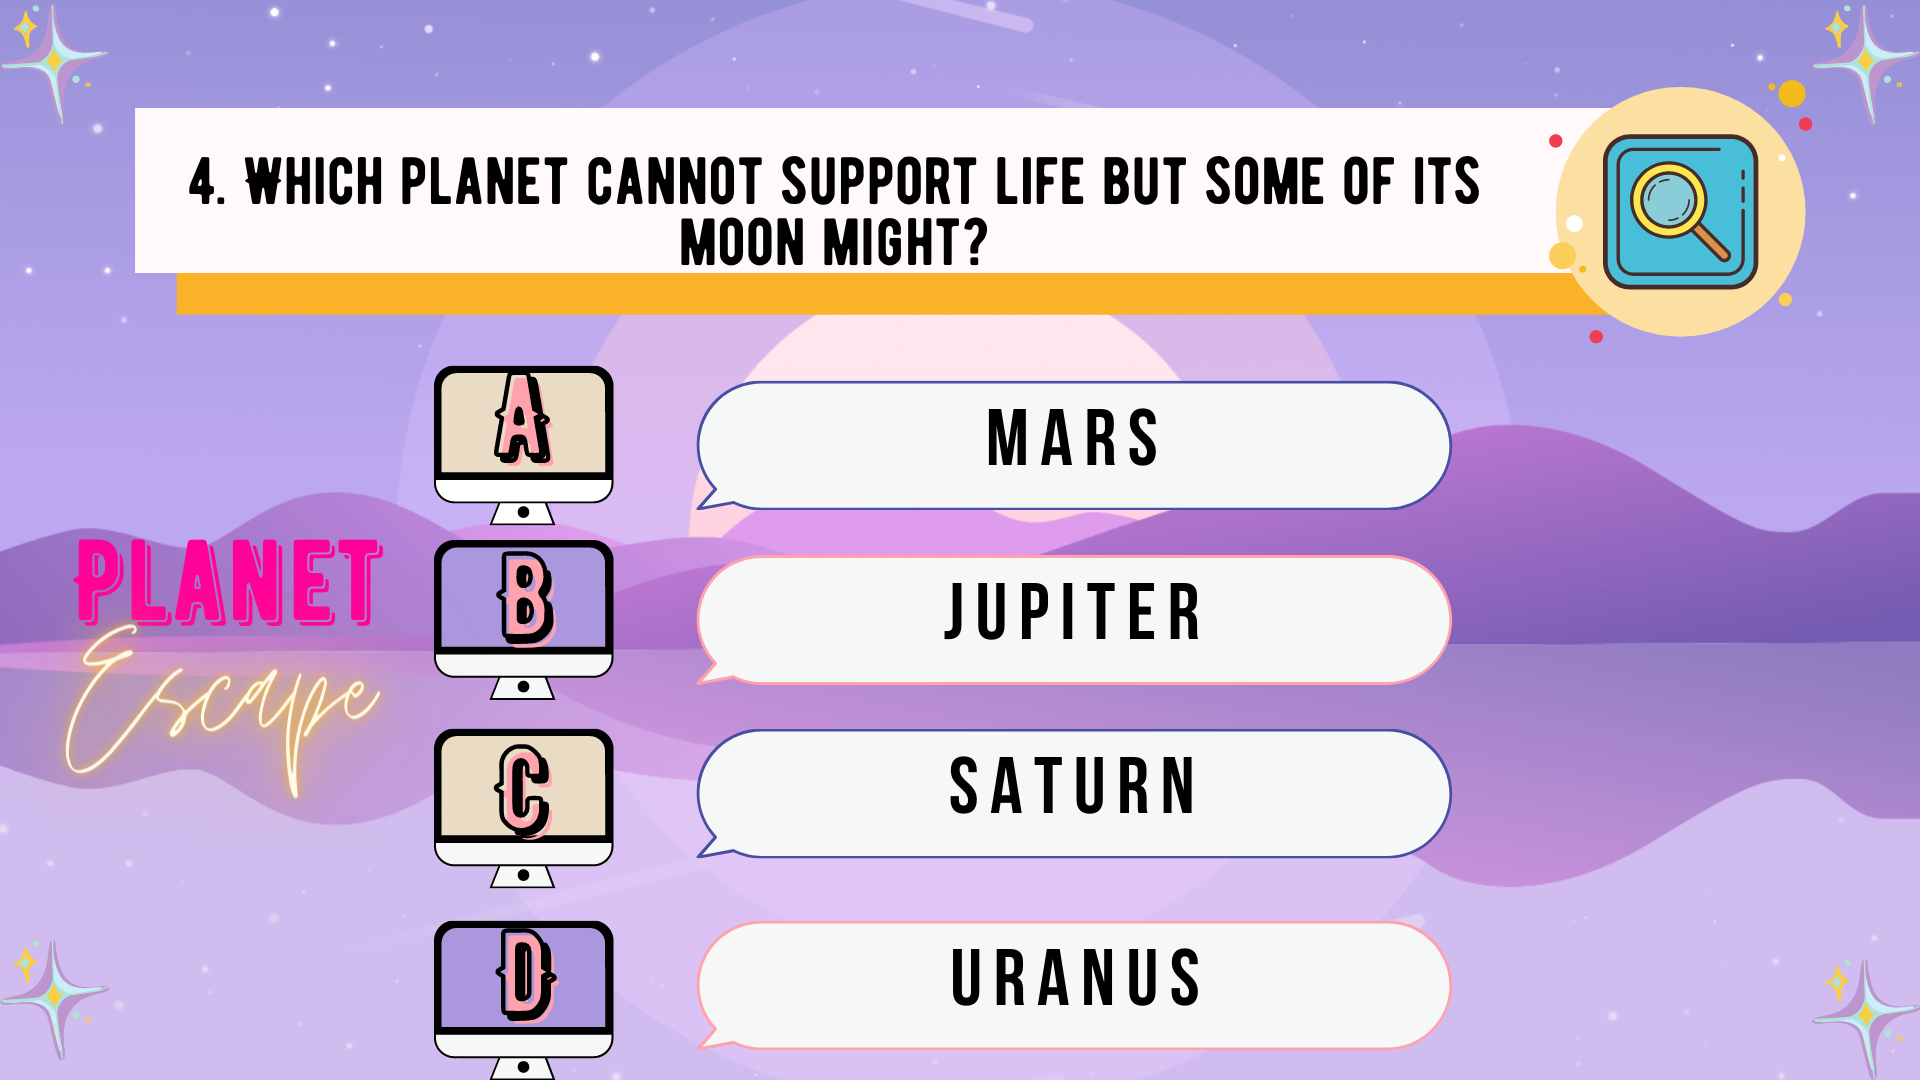 4. WHICH PLANET CANNOT SUPPORT LIFE BUT SOME OF ITS
MOON MIGHT?
A
MARS
PLANET
Escape
B
JUPITER
C
SATURN
D
URANUS